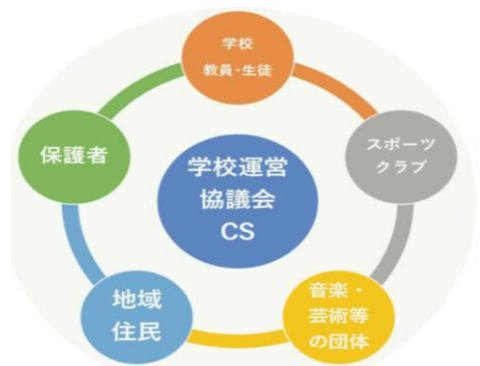 学校
教員・生徒
スポーツ
クラブ
保護者
学校運営
協議会
CS
地域
住民
音楽・
芸術等
の団体